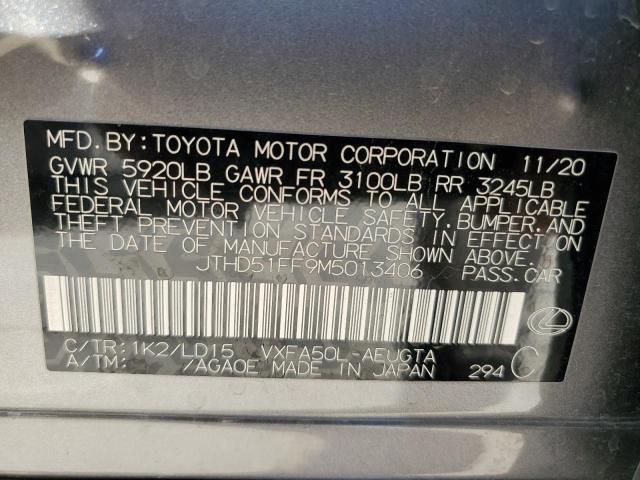 MFD. BY: TOYOTA MOTOR CORPORATION 11/20
GVWR 5920LB GAWR FR 3100LB RR 3245LB
THIS VEHICLE CONFORMS TO ALL APPLICABLE
FEDERAL MOTOR VEHICLE SAFETY, BUMPER, AND
THEFT PREVENTION STANDARDS IN EFFECT ON
THE DATE OF MANUFACTURE SHOWN ABOVE.
JTHD51FF9M5013406 PASS. CAR
C/TR: 1K2/LD15 VXFA50L-AEUGTA
A/TM: /AGA0E MADE IN JAPAN 294 C